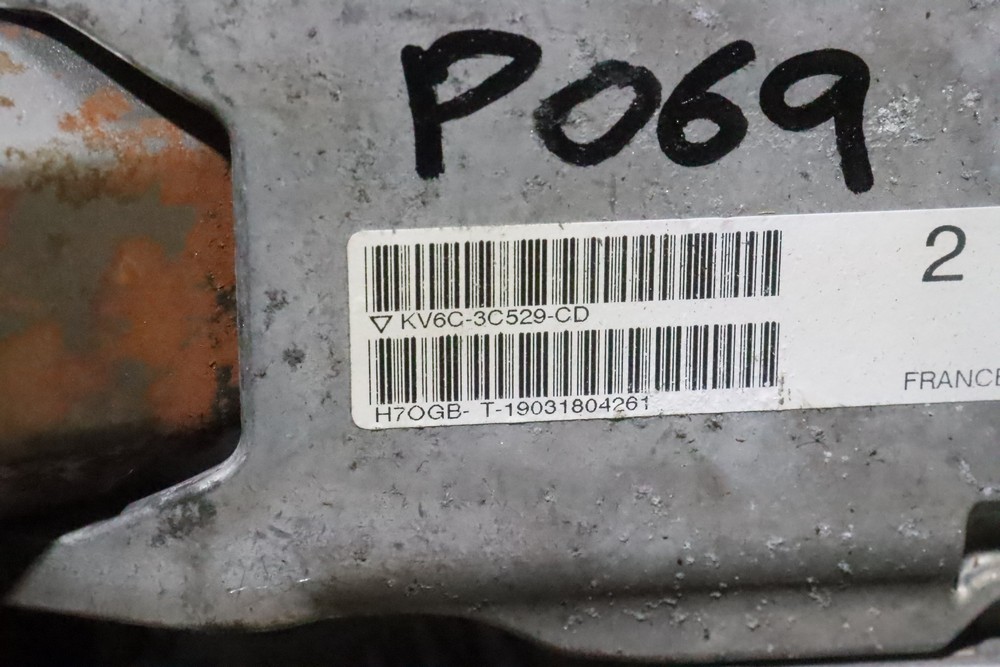 P069
2
▽ KV6C-3C529-CD
FRANCE
H7OGB- T-19031804261